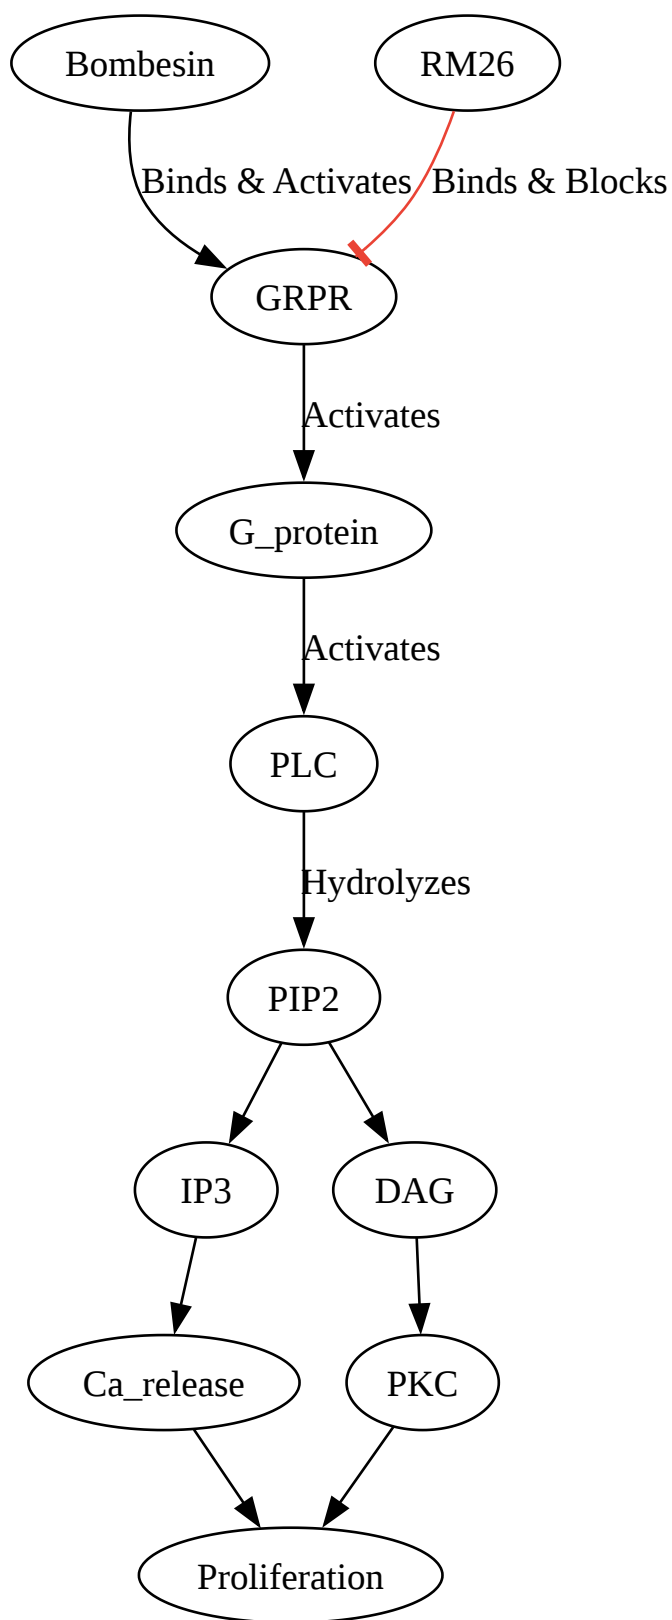 Bombesin
RM26
Binds & Activates
Binds & Blocks
GRPR
Activates
G_protein
Activates
PLC
Hydrolyzes
PIP2
IP3
DAG
Ca_release
PKC
Proliferation